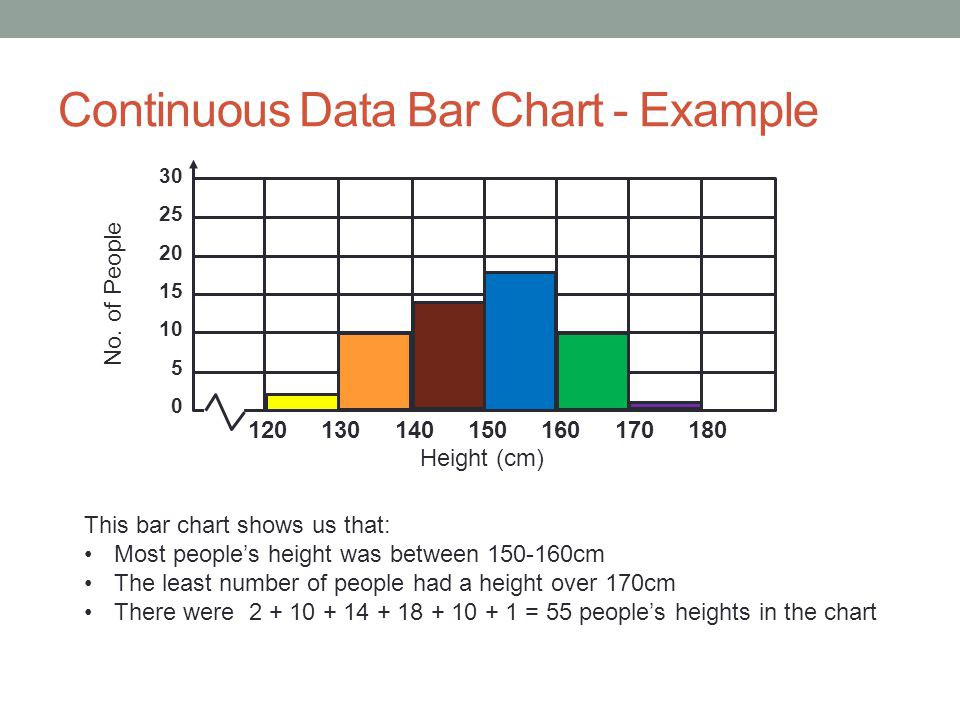 Continuous Data Bar Chart - Example
No. of People
30
25
20
15
10
5
0
120 130 140 150 160 170 180
Height (cm)
This bar chart shows us that:
• Most people’s height was between 150-160cm
• The least number of people had a height over 170cm
• There were 2 + 10 + 14 + 18 + 10 + 1 = 55 people’s heights in the chart